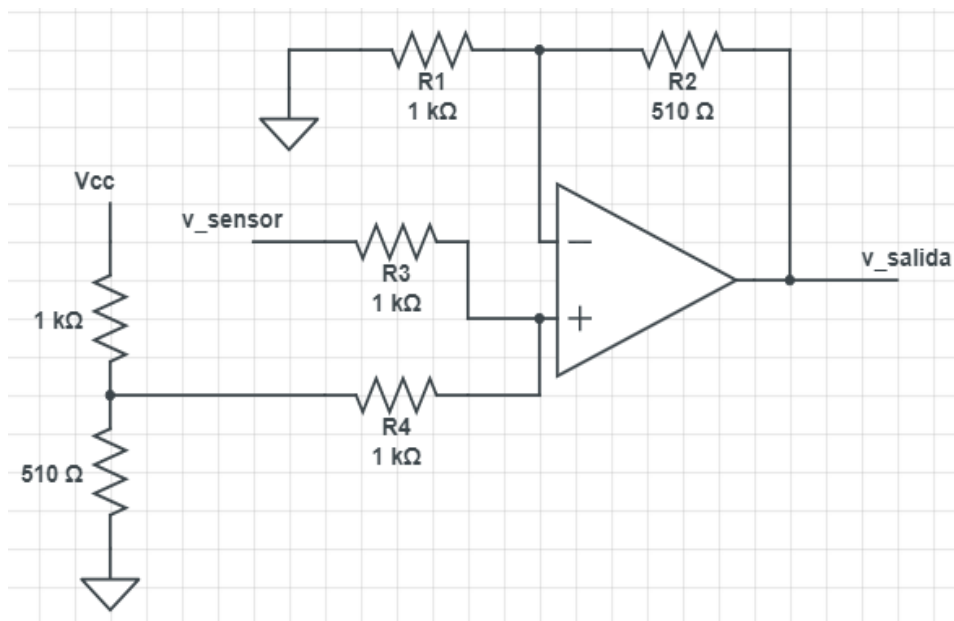 R1
1 kΩ
R2
510 Ω
Vcc
v_sensor
R3
1 kΩ
v_salida
1 kΩ
R4
1 kΩ
510 Ω